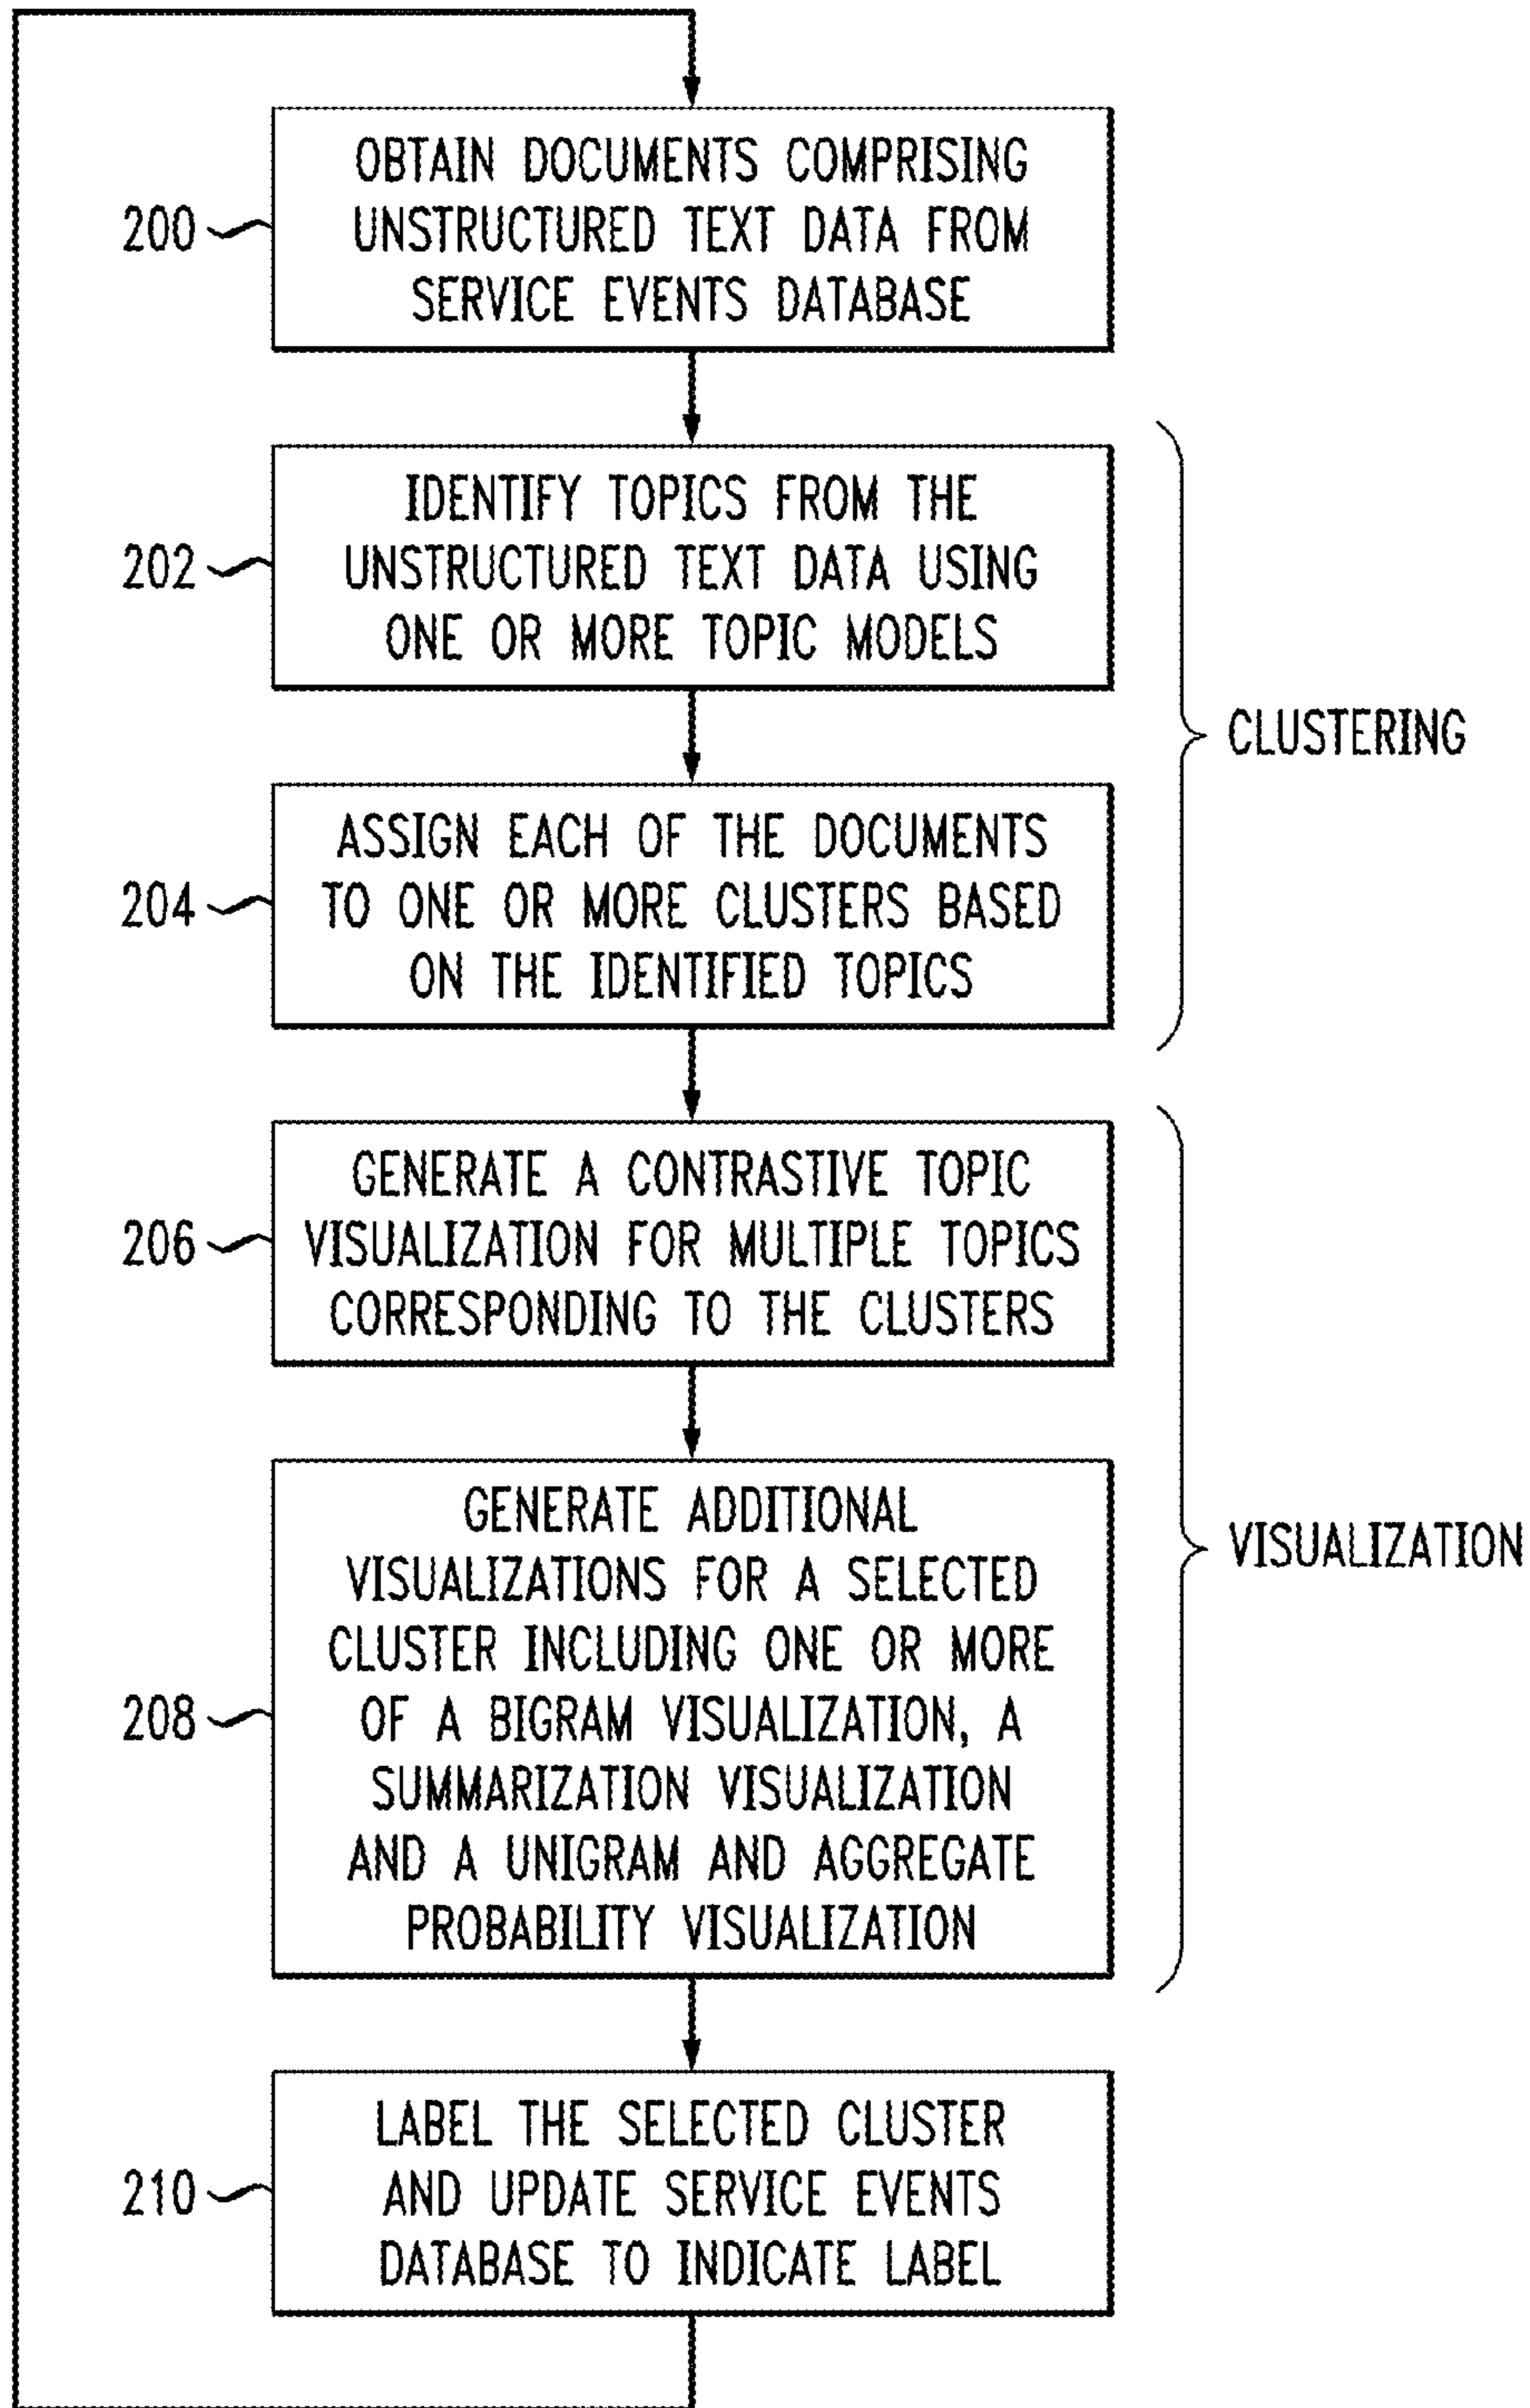 OBTAIN DOCUMENTS COMPRISING
UNSTRUCTURED TEXT DATA FROM
SERVICE EVENTS DATABASE
200
IDENTIFY TOPICS FROM THE
UNSTRUCTURED TEXT DATA USING
ONE OR MORE TOPIC MODELS
202
CLUSTERING
ASSIGN EACH OF THE DOCUMENTS
TO ONE OR MORE CLUSTERS BASED
ON THE IDENTIFIED TOPICS
204
GENERATE A CONTRASTIVE TOPIC
VISUALIZATION FOR MULTIPLE TOPICS
CORRESPONDING TO THE CLUSTERS
206
GENERATE ADDITIONAL
VISUALIZATIONS FOR A SELECTED
CLUSTER INCLUDING ONE OR MORE
OF A BIGRAM VISUALIZATION, A
SUMMARIZATION VISUALIZATION
AND A UNIGRAM AND AGGREGATE
PROBABILITY VISUALIZATION
208
VISUALIZATION
LABEL THE SELECTED CLUSTER
AND UPDATE SERVICE EVENTS
DATABASE TO INDICATE LABEL
210